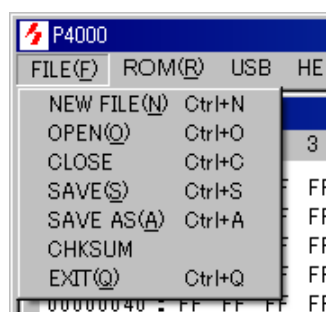 P4000
FILE(F) ROM(R) USB HE
NEW FILE(N) Ctrl+N
OPEN(O) Ctrl+O
3
CLOSE Ctrl+C
SAVE(S) Ctrl+S
FF
SAVE AS(A) Ctrl+A
FF
CHKSUM
FF
EXIT(Q) Ctrl+Q
FF
00000040 : FF FF FF FF